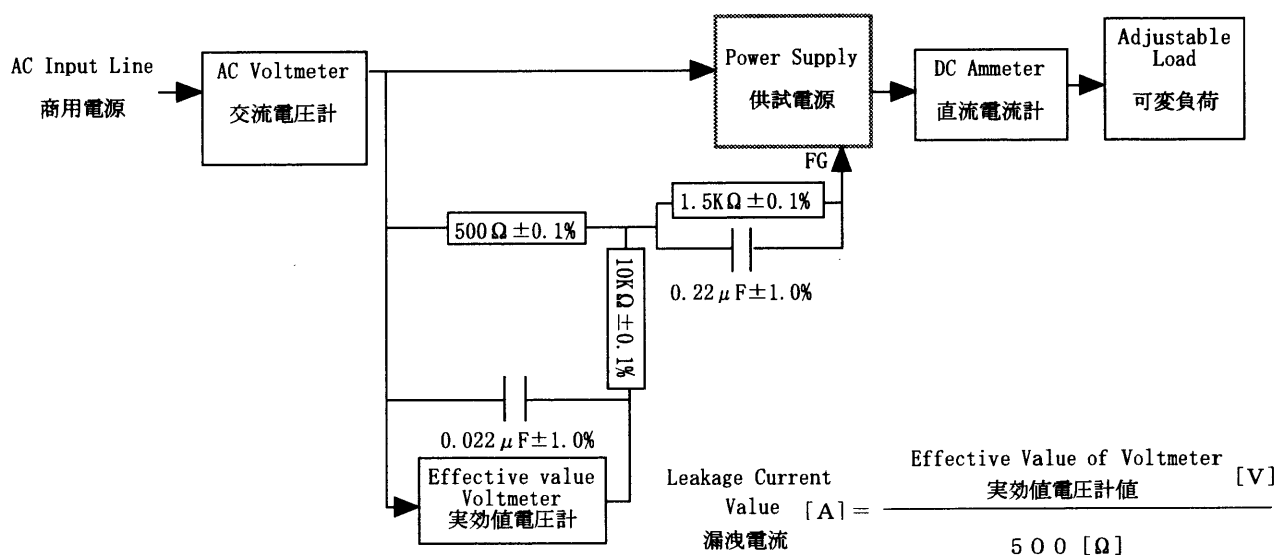 AC Input Line
商用電源
AC Voltmeter
交流電圧計
Power Supply
供試電源
DC Ammeter
直流電流計
Adjustable
Load
可変負荷
FG
1.5KΩ±0.1%
500Ω±0.1%
10KΩ±0.1%
0.22μF±1.0%
0.022μF±1.0%
Effective value
Voltmeter
実効値電圧計
Leakage Current
Value [A]=
漏洩電流
Effective Value of Voltmeter [V]
実効値電圧計値
500[Ω]